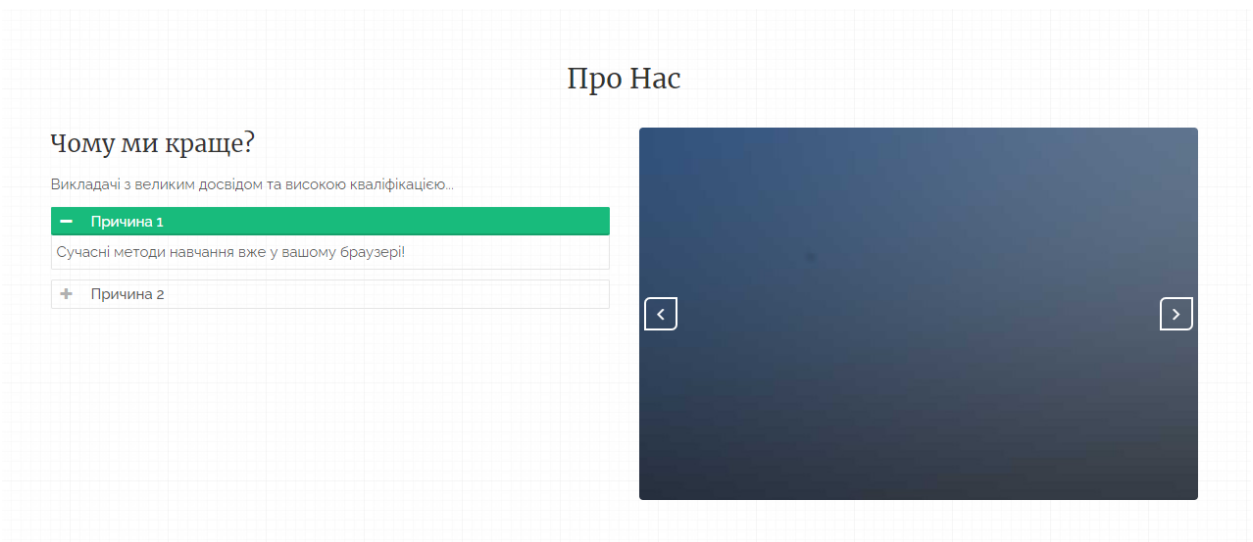 Про Нас
Чому ми краще?
Викладачі з великим досвідом та високою кваліфікацією...
Причина 1
Сучасні методи навчання вже у вашому браузері!
Причина 2